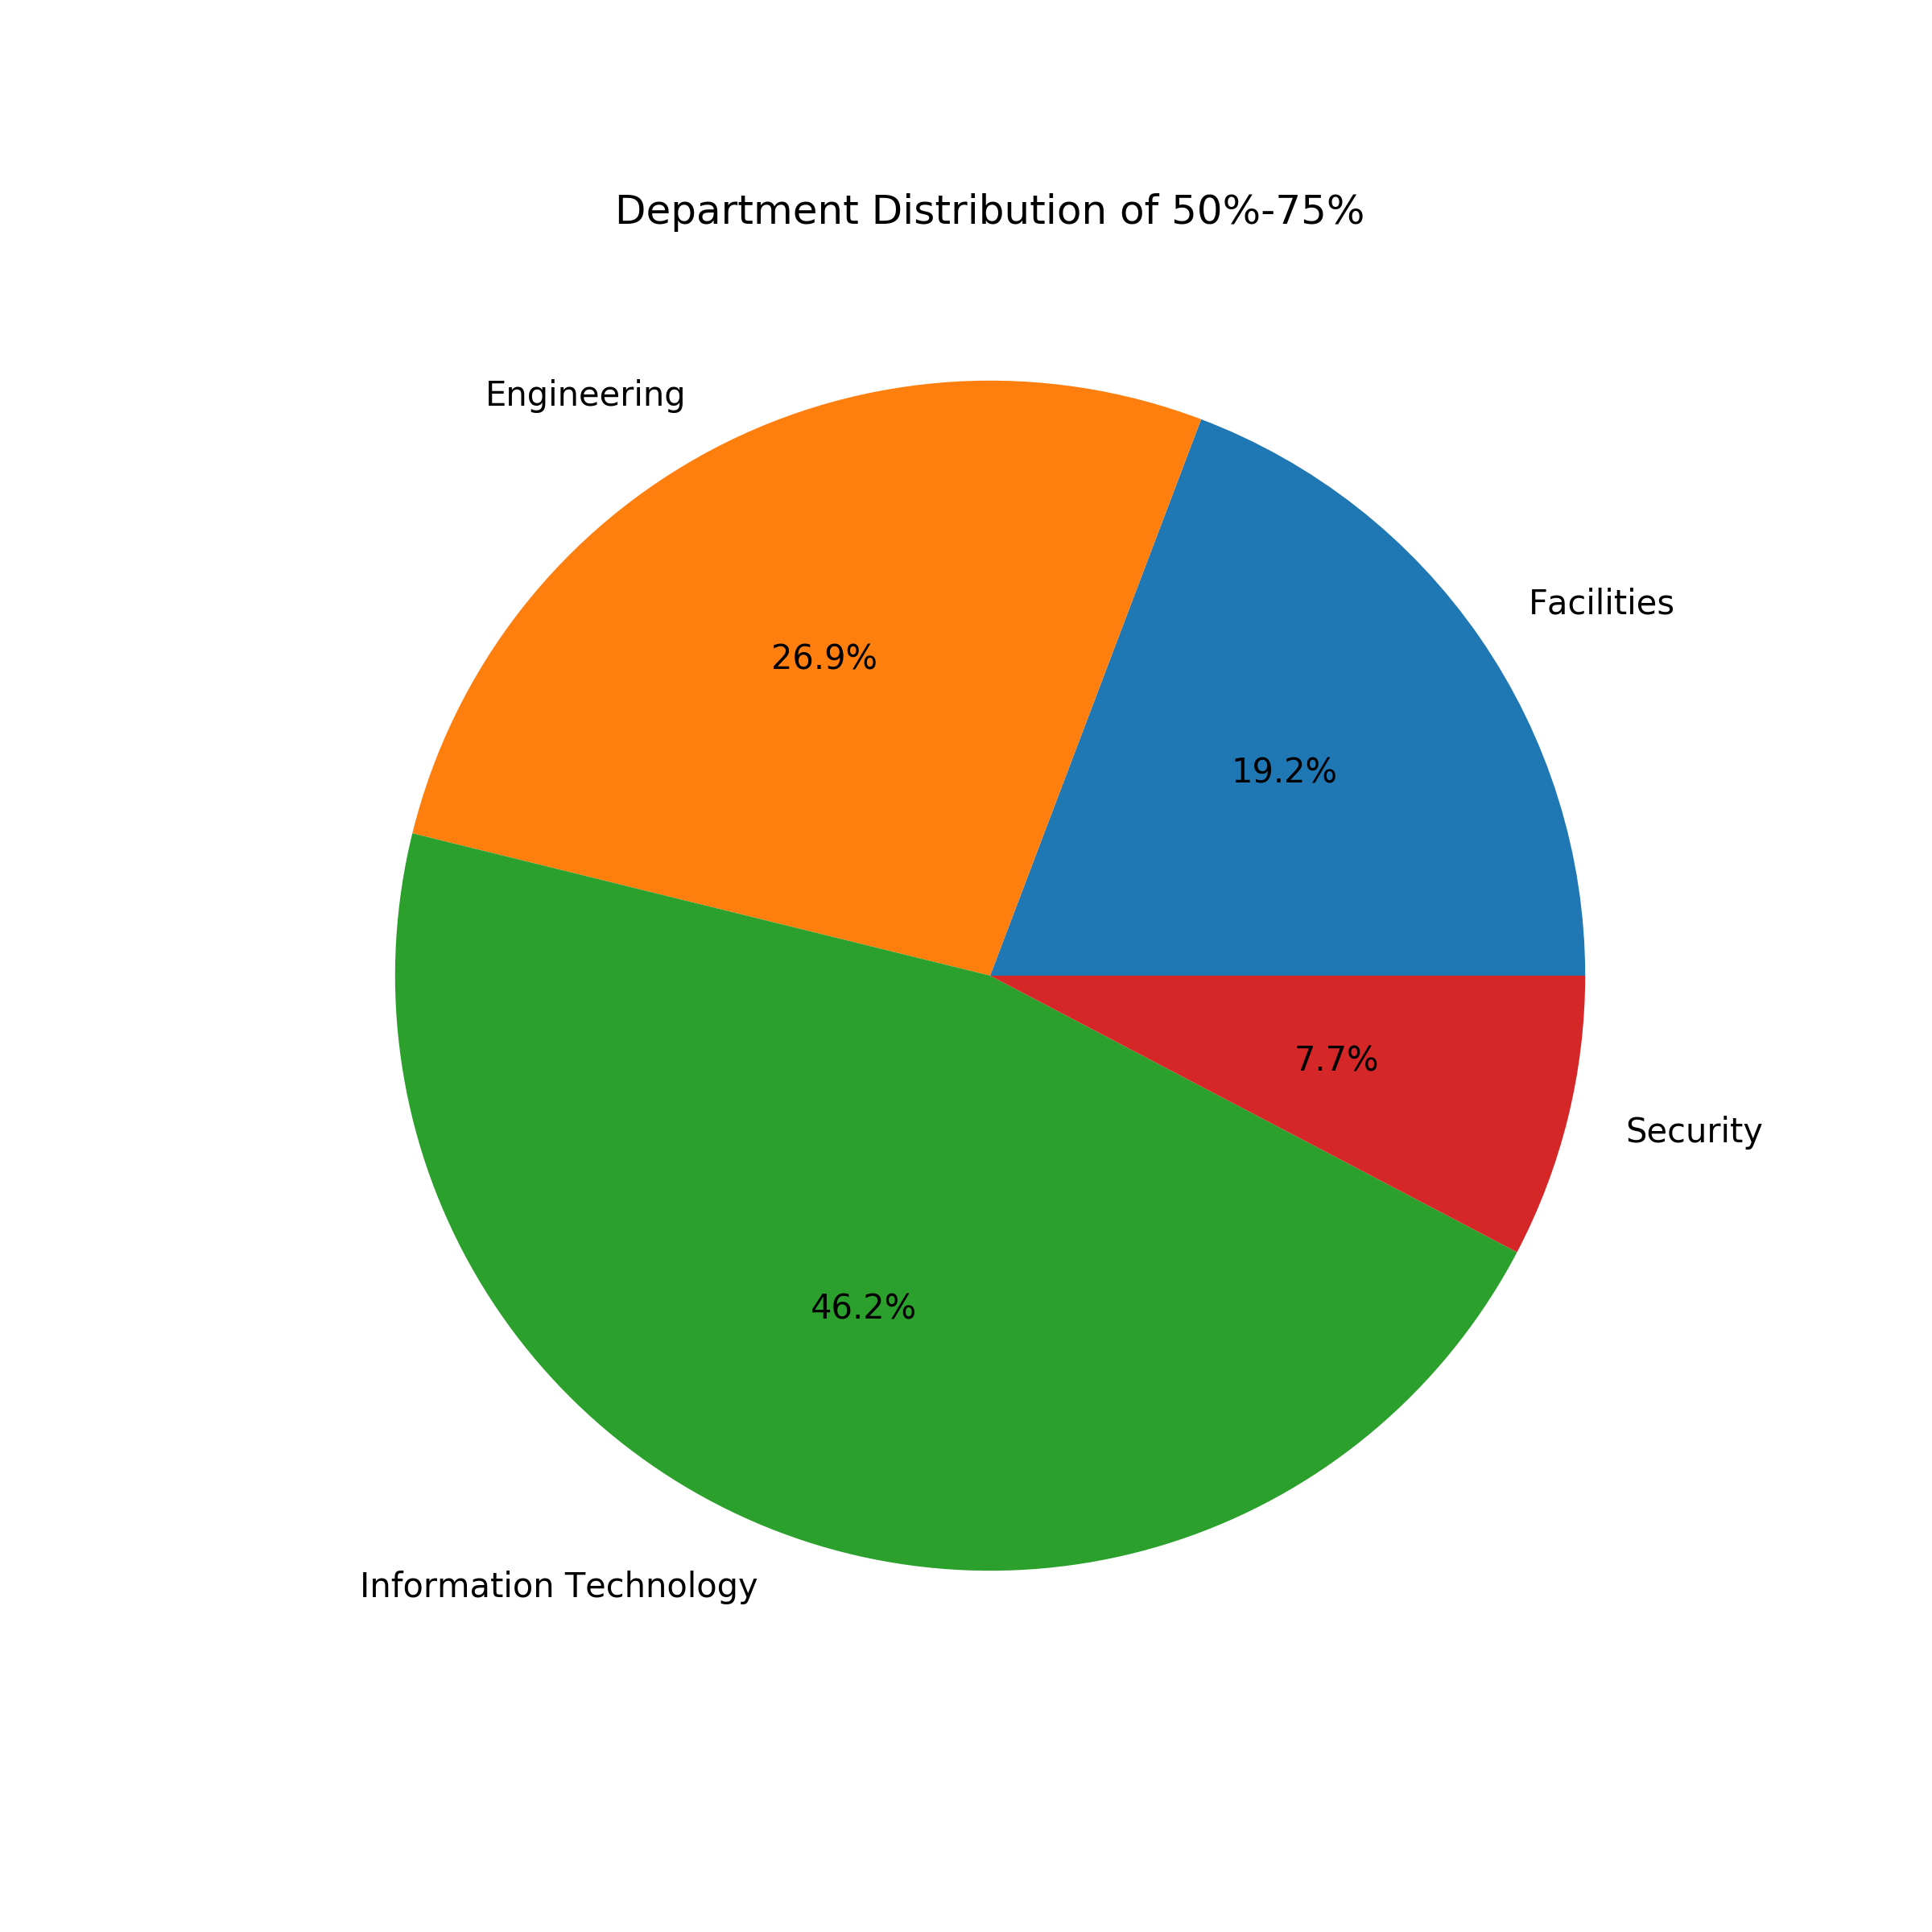 Department Distribution of 50%-75%
Engineering
Facilities
26.9%
19.2%
7.7%
Security
46.2%
Information Technology